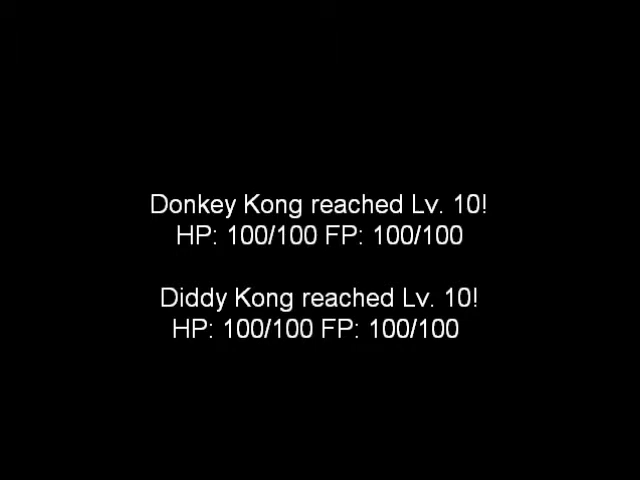 Donkey Kong reached Lv. 10!
HP: 100/100 FP: 100/100
Diddy Kong reached Lv. 10!
HP: 100/100 FP: 100/100